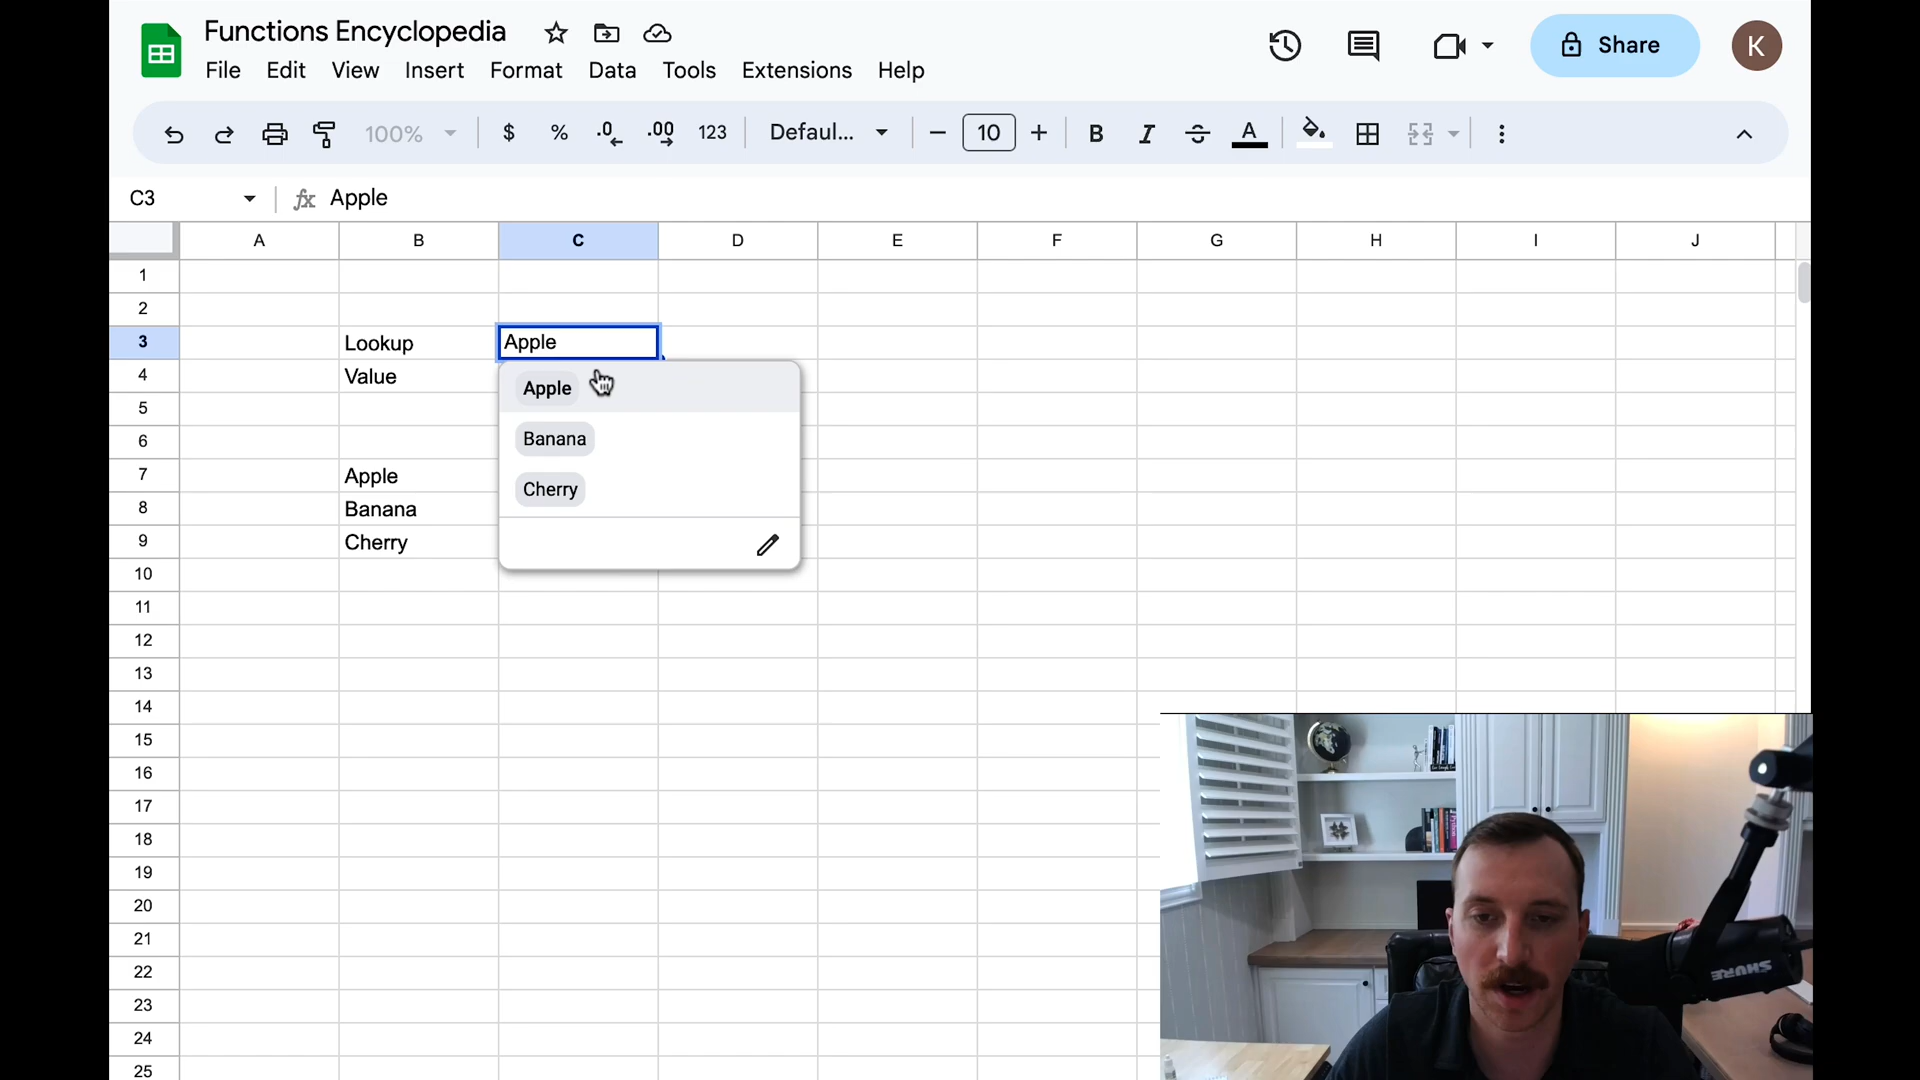 Functions Encyclopedia
File Edit View Insert Format Data Tools Extensions Help
Share
K
100% $ % .0 .00 123 Defaul... 10 B I S A
C3 fx Apple
A B C D E F G H I J
1
2
3 Lookup Apple
4 Value Apple
5 Banana
6 Cherry
7 Apple
8 Banana
9 Cherry
10
11
12
13
14
15
16
17
18
19
20
21
22
23
24
25
SHURE